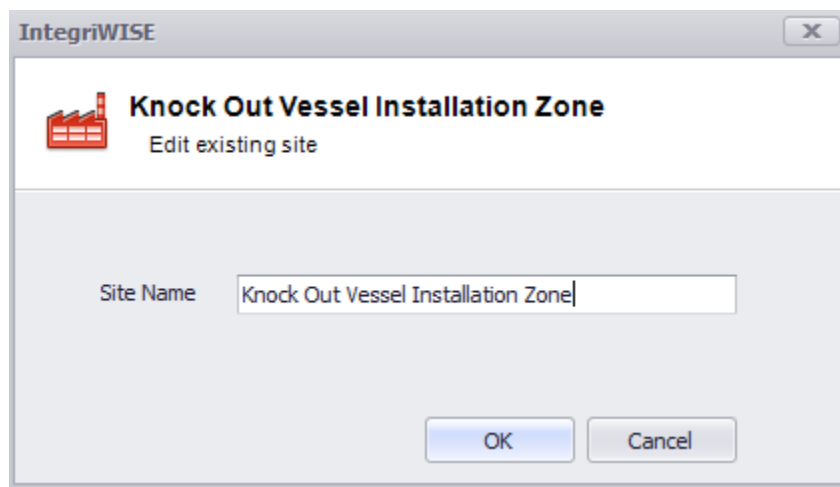 IntegriWISE
Knock Out Vessel Installation Zone
Edit existing site
Site Name Knock Out Vessel Installation Zone
OK Cancel